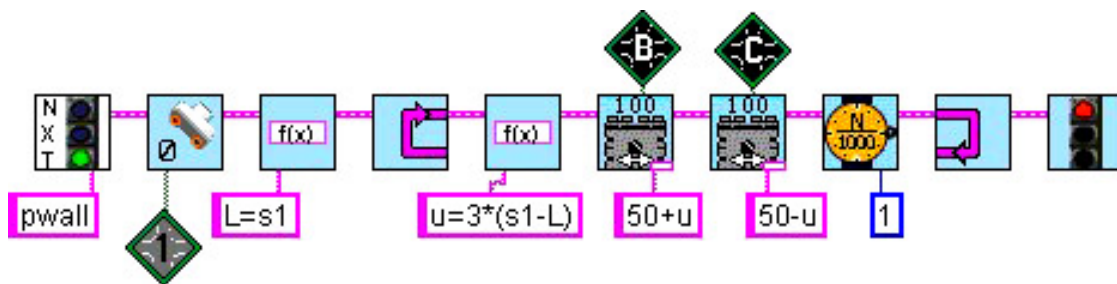 B
C
N
X
T
0
f(x)
f(x)
100
100
N
1000
pwall
L=s1
u=3*(s1-L)
50+u
50-u
1
1